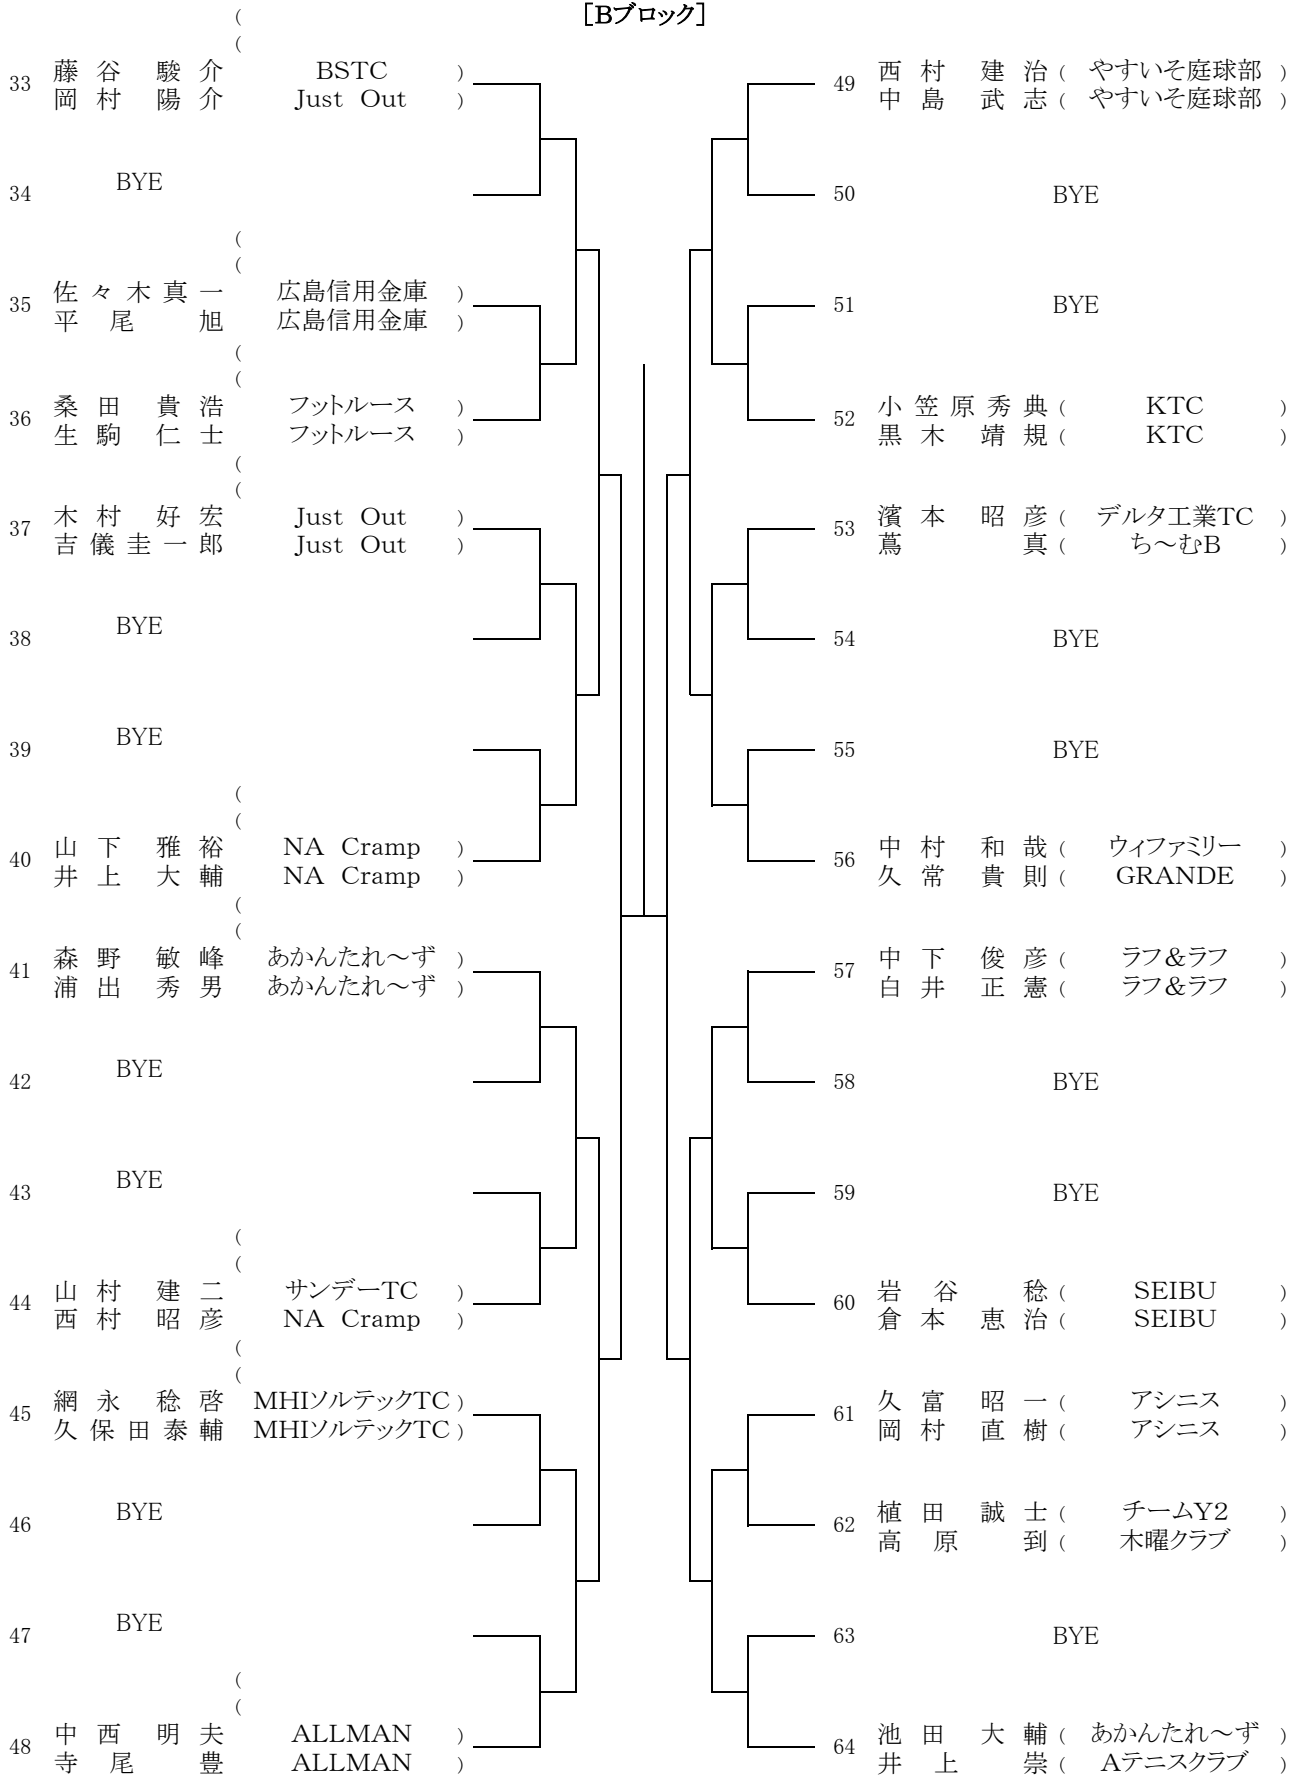 [Bブロック]
(
(
33 藤谷 駿介 BSTC )
岡村 陽介 Just Out )
34 BYE
(
(
35 佐々木真一 広島信用金庫 )
平尾 旭 広島信用金庫 )
(
(
36 桑田 貴浩 フットルース )
生駒 仁士 フットルース )
(
(
37 木村 好宏 Just Out )
吉儀圭一郎 Just Out )
38 BYE
39 BYE
(
(
40 山下 雅裕 NA Cramp )
井上 大輔 NA Cramp )
(
(
41 森野 敏峰 あかんたれ～ず )
浦出 秀男 あかんたれ～ず )
42 BYE
43 BYE
(
(
44 山村 建二 サンデーTC )
西村 昭彦 NA Cramp )
(
(
45 網永 稔啓 MHIソルテックTC )
久保田泰輔 MHIソルテックTC )
46 BYE
47 BYE
(
(
48 中西 明夫 ALLMAN )
寺尾 豊 ALLMAN )
49 西村 建治 ( やすいそ庭球部 )
中島 武志 ( やすいそ庭球部 )
50 BYE
51 BYE
52 小笠原秀典 ( KTC )
黒木 靖規 ( KTC )
53 濱本 昭彦 ( デルタ工業TC )
蔦 真 ( ち～むB )
54 BYE
55 BYE
56 中村 和哉 ( ウィファミリー )
久常 貴則 ( GRANDE )
57 中下 俊彦 ( ラフ&ラフ )
白井 正憲 ( ラフ&ラフ )
58 BYE
59 BYE
60 岩谷 稔 ( SEIBU )
倉本 恵治 ( SEIBU )
61 久富 昭一 ( アシニス )
岡村 直樹 ( アシニス )
62 植田 誠士 ( チームY2 )
高原 到 ( 木曜クラブ )
63 BYE
64 池田 大輔 ( あかんたれ～ず )
井上 崇 ( Aテニスクラブ )